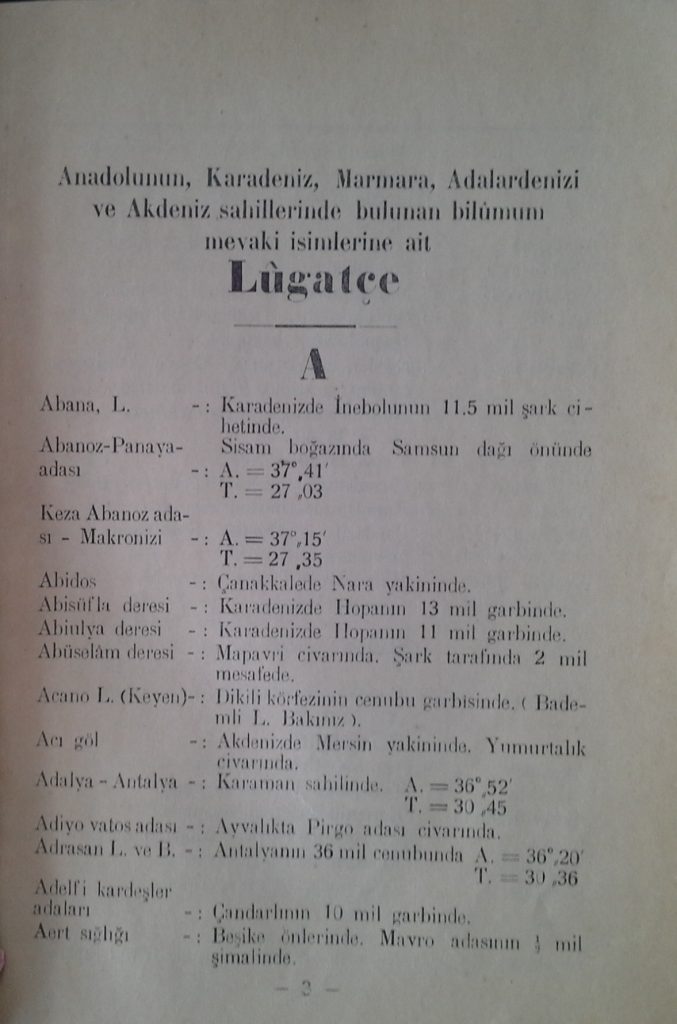 Anadolunun, Karadeniz, Marmara, Adalardenizi
ve Akdeniz sahillerinde bulunan bilûmum
mevaki isimlerine ait
Lûgatçe
A
Abana, L. -: Karadenizde İnebolunun 11.5 mil şark ci-
hetinde.
Abanoz-Panaya- Sisam boğazında Samsun dağı önünde
adası -: A. = 37°,41′
T. = 27 ,03
Keza Abanoz ada-
sı - Makronizi -: A. = 37°,15′
T. = 27 ,35
Abidos -: Çanakkalede Nara yakininde.
Abisüfla deresi -: Karadenizde Hopanın 13 mil garbinde.
Abiulya deresi -: Karadenizde Hopanın 11 mil garbinde.
Abüselâm deresi -: Mapavri civarında. Şark tarafında 2 mil
mesafede.
Acano L. (Keyen)-: Dikili körfezinin cenubu garbisinde. ( Bade-
mli L. Bakınız ).
Acı göl -: Akdenizde Mersin yakininde. Yumurtalık
civarında.
Adalya - Antalya -: Karaman sahilinde. A. = 36°,52′
T. = 30 ,45
Adiyo vatos adası -: Ayvalıkta Pirgo adası civarında.
Adrasan L. ve B. -: Antalyanın 36 mil cenubunda A. = 36°,20′
T. = 30 ,36
Adelfi kardeşler
adaları -: Çandarlının 10 mil garbinde.
Aert sığlığı -: Beşike önlerinde. Mavro adasının mil
şimalinde.
- 3 -